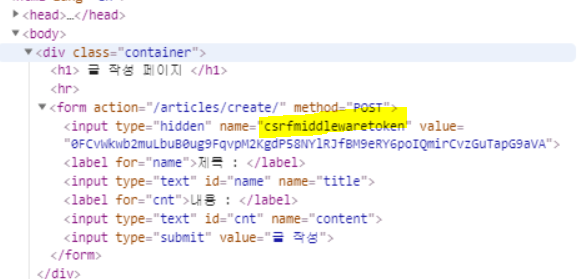 <head>…</head>
<body>
<div class="container">
<h1> 글 작성 페이지 </h1>
<hr>
<form action="/articles/create/" method="POST">
<input type="hidden" name="csrfmiddlewaretoken" value=
"0FCvWkWb2muLbuB0ug9FqvpM2KgdP58NYlRJfBM9eRY6poIQmirCvzGuTapG9aVA">
<label for="name">제목 : </label>
<input type="text" id="name" name="title">
<label for="cnt">내용 : </label>
<input type="text" id="cnt" name="content">
<input type="submit" value="글 작성">
</form>
</div>